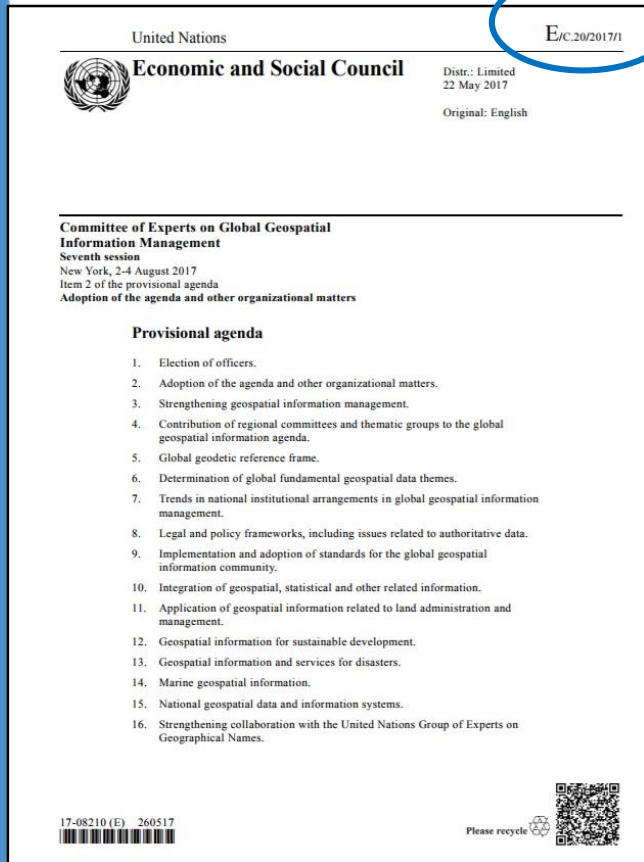 United Nations
E/C.20/2017/1
Economic and Social Council
Distr.: Limited
22 May 2017
Original: English
Committee of Experts on Global Geospatial
Information Management
Seventh session
New York, 2-4 August 2017
Item 2 of the provisional agenda
Adoption of the agenda and other organizational matters
Provisional agenda
1. Election of officers.
2. Adoption of the agenda and other organizational matters.
3. Strengthening geospatial information management.
4. Contribution of regional committees and thematic groups to the global
geospatial information agenda.
5. Global geodetic reference frame.
6. Determination of global fundamental geospatial data themes.
7. Trends in national institutional arrangements in global geospatial information
management.
8. Legal and policy frameworks, including issues related to authoritative data.
9. Implementation and adoption of standards for the global geospatial
information community.
10. Integration of geospatial, statistical and other related information.
11. Application of geospatial information related to land administration and
management.
12. Geospatial information for sustainable development.
13. Geospatial information and services for disasters.
14. Marine geospatial information.
15. National geospatial data and information systems.
16. Strengthening collaboration with the United Nations Group of Experts on
Geographical Names.
17-08210 (E) 260517
Please recycle